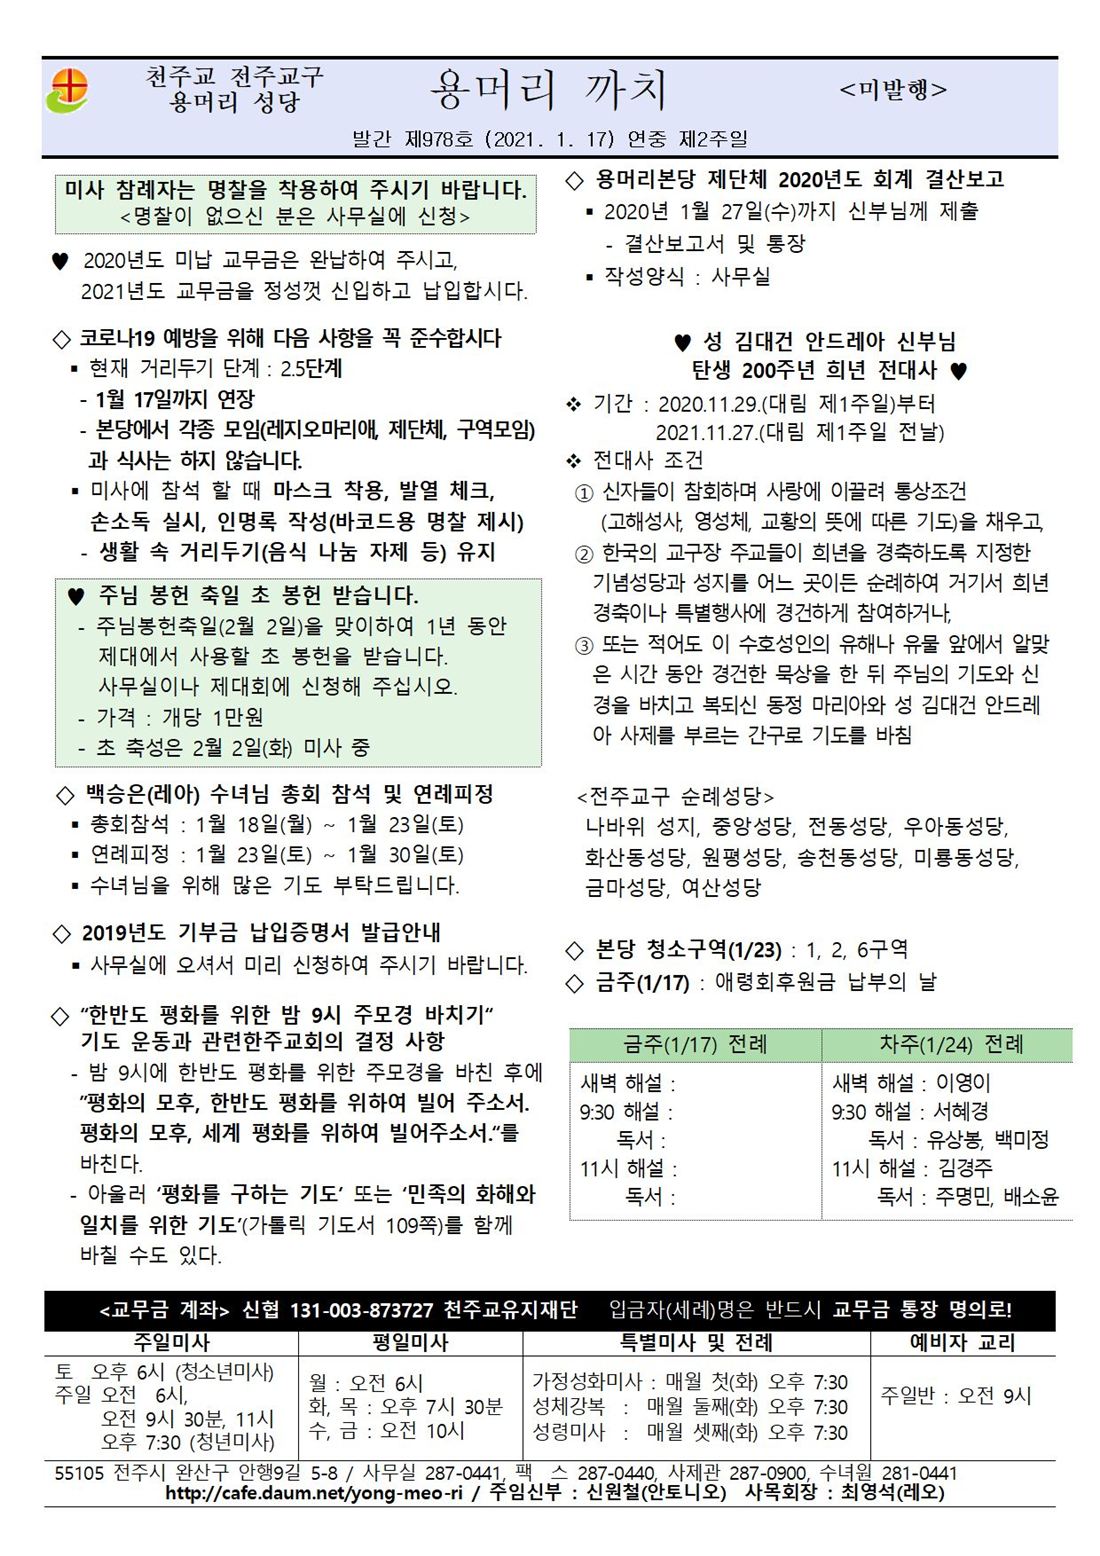 천주교 전주교구
용머리 성당
용머리 까치
<미발행>
발간 제978호 (2021. 1. 17) 연중 제2주일
미사 참례자는 명찰을 착용하여 주시기 바랍니다.
<명찰이 없으신 분은 사무실에 신청>
♥ 2020년도 미납 교무금은 완납하여 주시고,
2021년도 교무금을 정성껏 신입하고 납입합시다.
◇ 코로나19 예방을 위해 다음 사항을 꼭 준수합시다
▪ 현재 거리두기 단계 : 2.5단계
- 1월 17일까지 연장
- 본당에서 각종 모임(레지오마리애, 제단체, 구역모임)
과 식사는 하지 않습니다.
▪ 미사에 참석 할 때 마스크 착용, 발열 체크,
손소독 실시, 인명록 작성(바코드용 명찰 제시)
- 생활 속 거리두기(음식 나눔 자제 등) 유지
♥ 주님 봉헌 축일 초 봉헌 받습니다.
- 주님봉헌축일(2월 2일)을 맞이하여 1년 동안
제대에서 사용할 초 봉헌을 받습니다.
사무실이나 제대회에 신청해 주십시오.
- 가격 : 개당 1만원
- 초 축성은 2월 2일(화) 미사 중
◇ 백승은(레아) 수녀님 총회 참석 및 연례피정
▪ 총회참석 : 1월 18일(월) ~ 1월 23일(토)
▪ 연례피정 : 1월 23일(토) ~ 1월 30일(토)
▪ 수녀님을 위해 많은 기도 부탁드립니다.
◇ 2019년도 기부금 납입증명서 발급안내
▪ 사무실에 오셔서 미리 신청하여 주시기 바랍니다.
◇ “한반도 평화를 위한 밤 9시 주모경 바치기“
기도 운동과 관련한주교회의 결정 사항
- 밤 9시에 한반도 평화를 위한 주모경을 바친 후에
”평화의 모후, 한반도 평화를 위하여 빌어 주소서.
평화의 모후, 세계 평화를 위하여 빌어주소서.“를
바친다.
- 아울러 ‘평화를 구하는 기도’ 또는 ‘민족의 화해와
일치를 위한 기도’(가톨릭 기도서 109쪽)를 함께
바칠 수도 있다.
◇ 용머리본당 제단체 2020년도 회계 결산보고
▪ 2020년 1월 27일(수)까지 신부님께 제출
- 결산보고서 및 통장
▪ 작성양식 : 사무실
♥ 성 김대건 안드레아 신부님
탄생 200주년 희년 전대사 ♥
❖ 기간 : 2020.11.29.(대림 제1주일)부터
2021.11.27.(대림 제1주일 전날)
❖ 전대사 조건
① 신자들이 참회하며 사랑에 이끌려 통상조건
(고해성사, 영성체, 교황의 뜻에 따른 기도)을 채우고,
② 한국의 교구장 주교들이 희년을 경축하도록 지정한
기념성당과 성지를 어느 곳이든 순례하여 거기서 희년
경축이나 특별행사에 경건하게 참여하거나,
③ 또는 적어도 이 수호성인의 유해나 유물 앞에서 알맞
은 시간 동안 경건한 묵상을 한 뒤 주님의 기도와 신
경을 바치고 복되신 동정 마리아와 성 김대건 안드레
아 사제를 부르는 간구로 기도를 바침
<전주교구 순례성당>
나바위 성지, 중앙성당, 전동성당, 우아동성당,
화산동성당, 원평성당, 송천동성당, 미룡동성당,
금마성당, 여산성당
◇ 본당 청소구역(1/23) : 1, 2, 6구역
◇ 금주(1/17) : 애령회후원금 납부의 날
금주(1/17) 전례
새벽 해설 :
9:30 해설 :
독서 :
11시 해설 :
독서 :
차주(1/24) 전례
새벽 해설 : 이영이
9:30 해설 : 서혜경
독서 : 유상봉, 백미정
11시 해설 : 김경주
독서 : 주명민, 배소윤
<교무금 계좌> 신협 131-003-873727 천주교유지재단 입금자(세례)명은 반드시 교무금 통장 명의로!
주일미사
토 오후 6시 (청소년미사)
주일 오전 6시,
오전 9시 30분, 11시
오후 7:30 (청년미사)
평일미사
월 : 오전 6시
화, 목 : 오후 7시 30분
수, 금 : 오전 10시
특별미사 및 전례
가정성화미사 : 매월 첫(화) 오후 7:30
성체강복 : 매월 둘째(화) 오후 7:30
성령미사 : 매월 셋째(화) 오후 7:30
예비자 교리
주일반 : 오전 9시
55105 전주시 완산구 안행9길 5-8 / 사무실 287-0441, 팩 스 287-0440, 사제관 287-0900, 수녀원 281-0441
http://cafe.daum.net/yong-meo-ri / 주임신부 : 신원철(안토니오) 사목회장 : 최영석(레오)